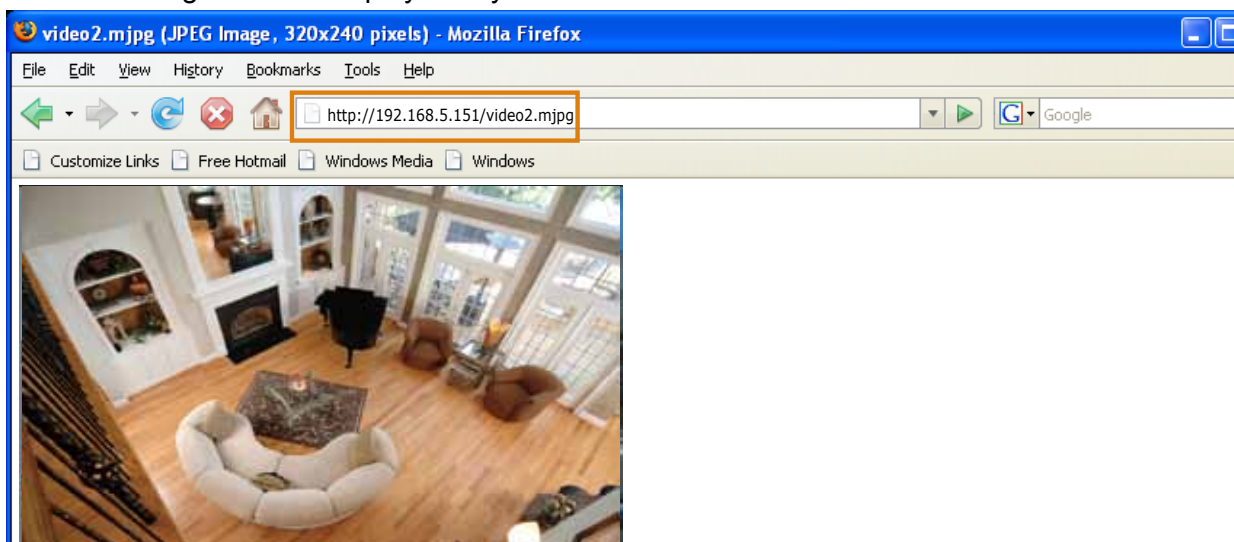 video2.mjpg (JPEG Image, 320x240 pixels) - Mozilla Firefox
File Edit View History Bookmarks Tools Help
http://192.168.5.151/video2.mjpg G Google
Customize Links Free Hotmail Windows Media Windows